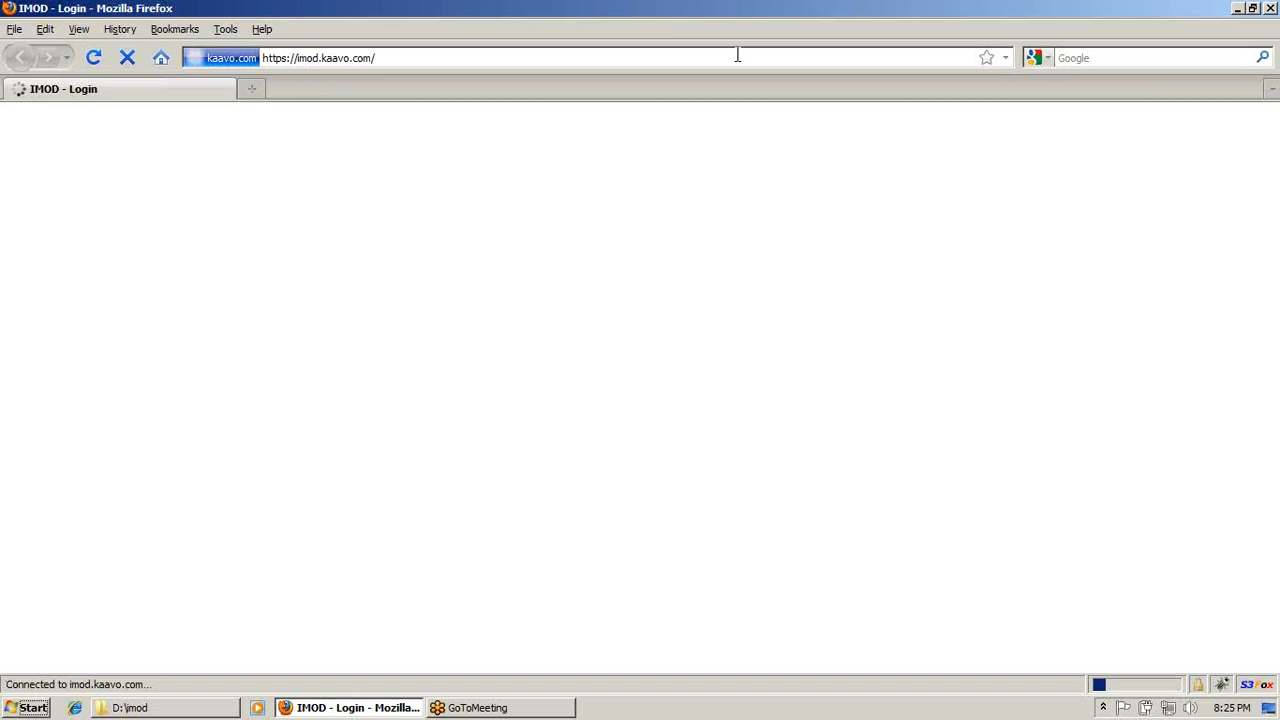 IMOD - Login - Mozilla Firefox
File Edit View History Bookmarks Tools Help
kaavo.com https://imod.kaavo.com/ Google
IMOD - Login
Connected to imod.kaavo.com... S3Fox
Start D:\imod IMOD - Login - Mozilla... GoToMeeting 8:25 PM